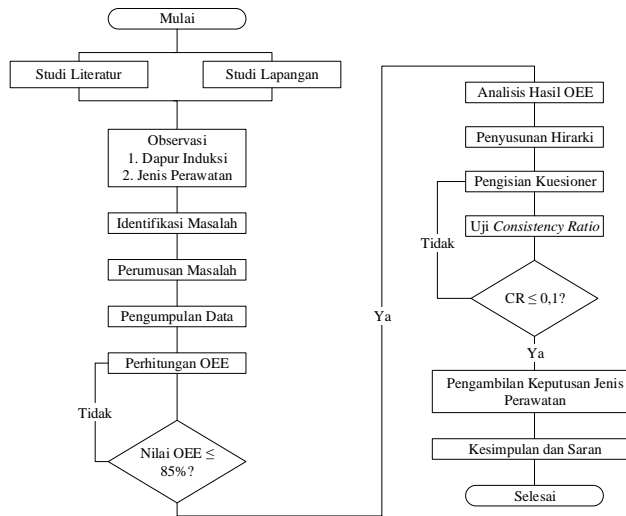 Mulai
Studi Literatur
Studi Lapangan
Observasi
1. Dapur Induksi
2. Jenis Perawatan
Identifikasi Masalah
Perumusan Masalah
Pengumpulan Data
Perhitungan OEE
Tidak
Nilai OEE ≤
85%?
Ya
Analisis Hasil OEE
Penyusunan Hirarki
Pengisian Kuesioner
Uji Consistency Ratio
Tidak
CR ≤ 0,1?
Ya
Pengambilan Keputusan Jenis
Perawatan
Kesimpulan dan Saran
Selesai